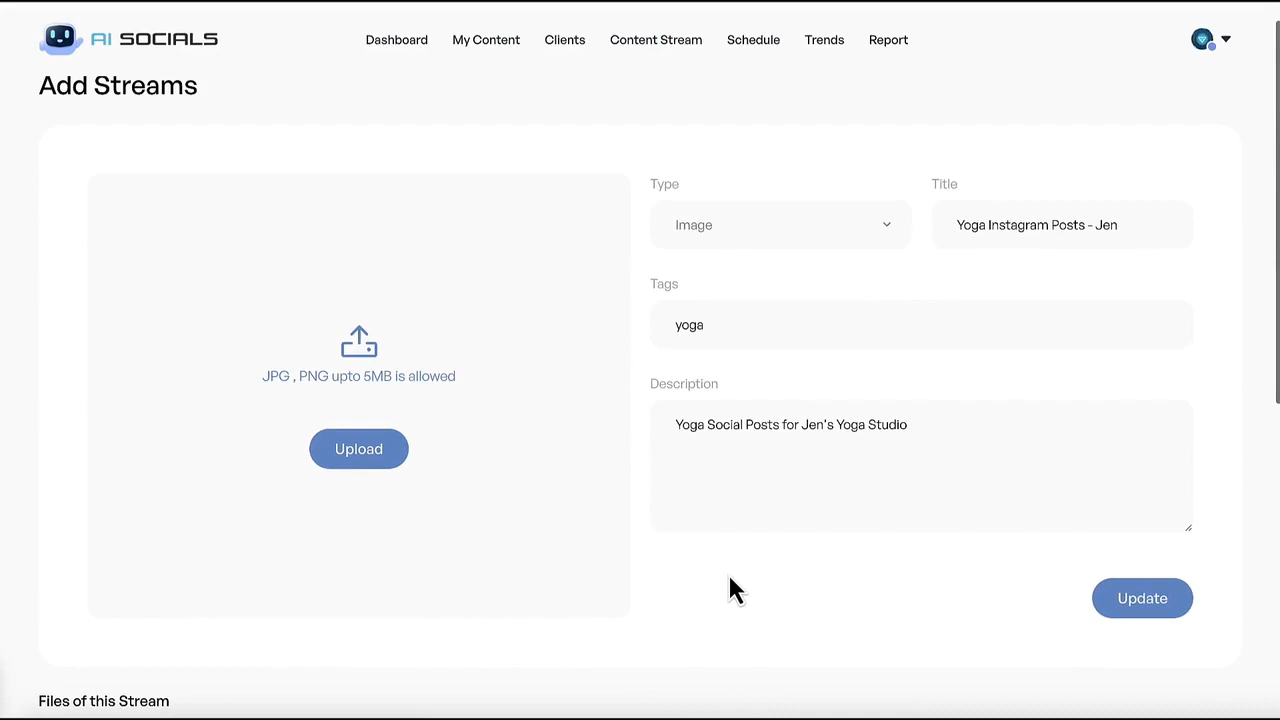 AI SOCIALS
Dashboard My Content Clients Content Stream Schedule Trends Report
Add Streams
Type Title
Image Yoga Instagram Posts - Jen
Tags
yoga
JPG , PNG upto 5MB is allowed
Description
Yoga Social Posts for Jen's Yoga Studio
Upload
Update
Files of this Stream